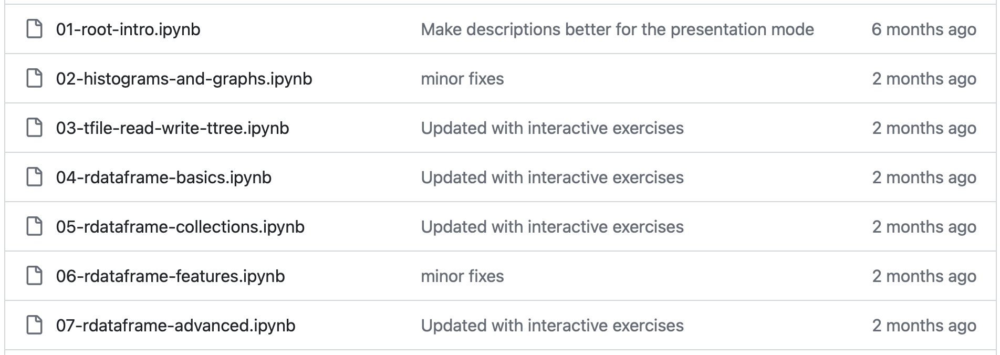 01-root-intro.ipynb Make descriptions better for the presentation mode 6 months ago
02-histograms-and-graphs.ipynb minor fixes 2 months ago
03-tfile-read-write-ttree.ipynb Updated with interactive exercises 2 months ago
04-rdataframe-basics.ipynb Updated with interactive exercises 2 months ago
05-rdataframe-collections.ipynb Updated with interactive exercises 2 months ago
06-rdataframe-features.ipynb minor fixes 2 months ago
07-rdataframe-advanced.ipynb Updated with interactive exercises 2 months ago